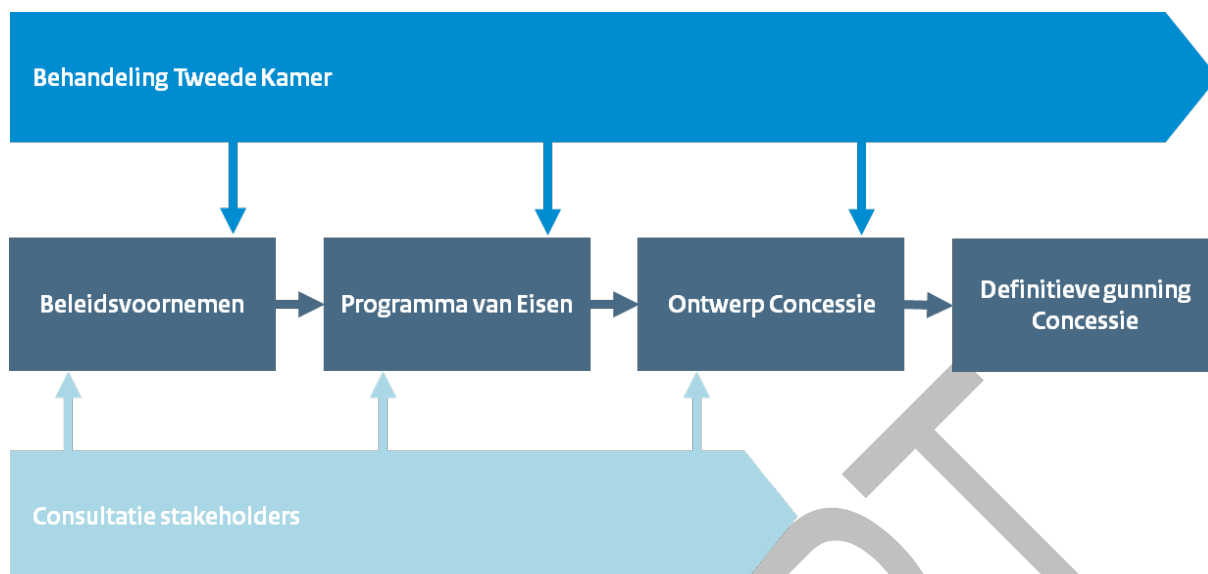 Behandeling Tweede Kamer
Beleidsvoornemen
Programma van Eisen
Ontwerp Concessie
Definitieve gunning
Concessie
Consultatie stakeholders